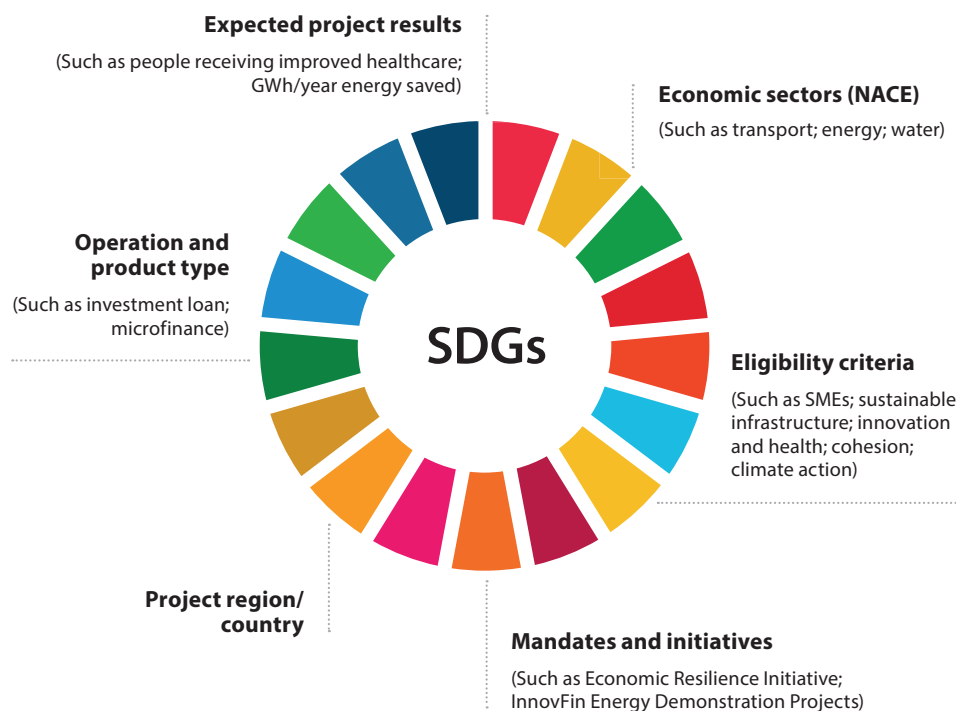 Expected project results
(Such as people receiving improved healthcare;
GWh/year energy saved)
Economic sectors (NACE)
(Such as transport; energy; water)
Operation and
product type
(Such as investment loan;
microfinance)
SDGs
Eligibility criteria
(Such as SMEs; sustainable
infrastructure; innovation
and health; cohesion;
climate action)
Project region/
country
Mandates and initiatives
(Such as Economic Resilience Initiative;
InnovFin Energy Demonstration Projects)